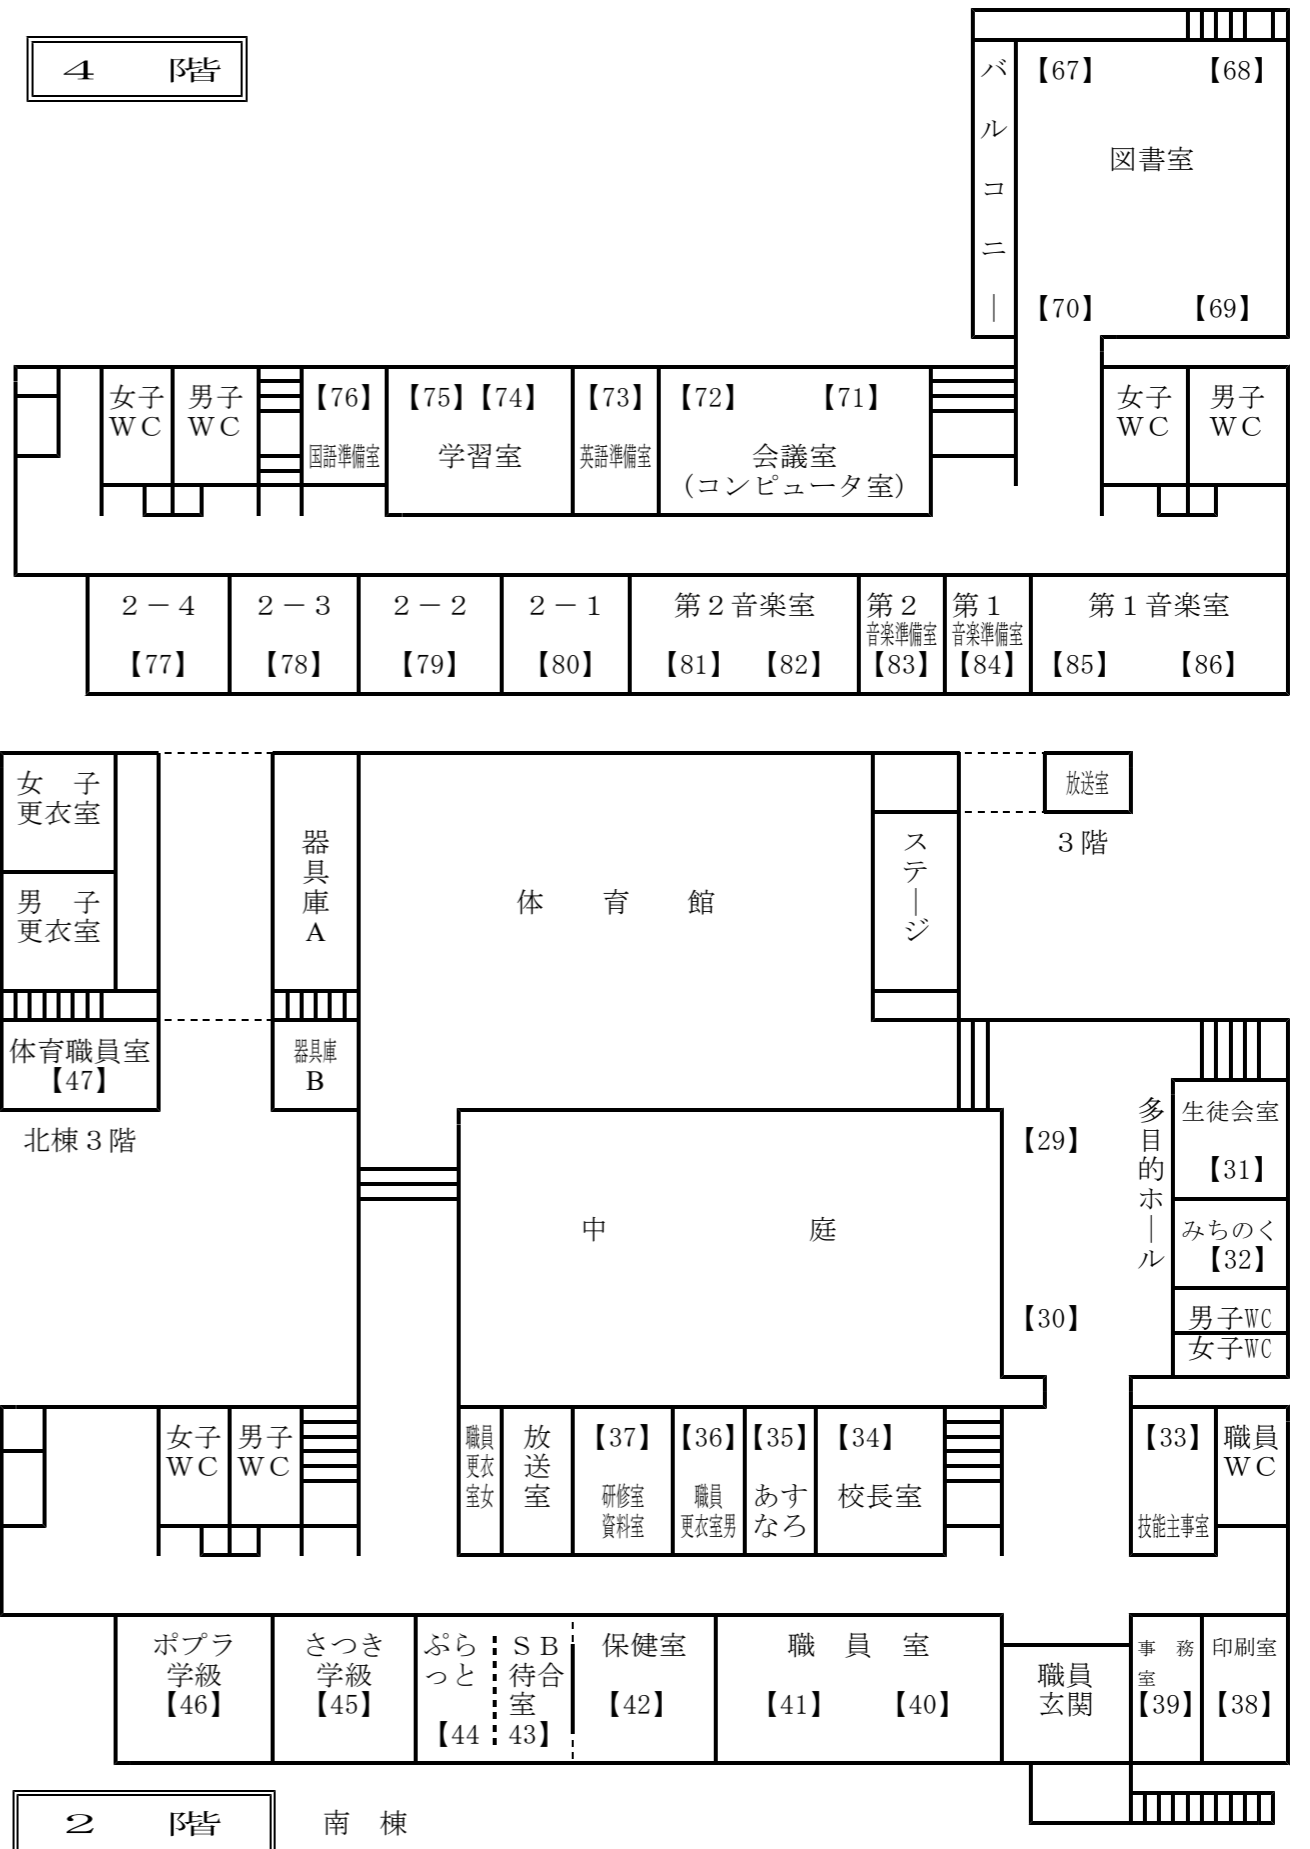 ４　階
バルコニー
【67】　【68】
図書室
【70】　【69】
女子
ＷＣ
男子
ＷＣ
【76】
国語準備室
【75】【74】
学習室
【73】
英語準備室
【72】　【71】
会議室
（コンピュータ室）
女子
ＷＣ
男子
ＷＣ
２－４
【77】
２－３
【78】
２－２
【79】
２－１
【80】
第２音楽室
【81】　【82】
第２
音楽準備室
【83】
第１
音楽準備室
【84】
第１音楽室
【85】　【86】
女　子
更衣室
男　子
更衣室
体育職員室
【47】
北棟３階
器具庫A
器具庫
B
体　育　館
ステージ
放送室
３階
【29】
多目的ホール
生徒会室
【31】
みちのく
【32】
中　庭
【30】
男子WC
女子WC
女子
ＷＣ
男子
ＷＣ
職員
更衣
室女
放送室
【37】
研修室
資料室
【36】
職員
更衣室男
【35】
あす
なろ
【34】
校長室
【33】
技能主事室
職員
ＷＣ
ポプラ
学級
【46】
さつき
学級
【45】
ぷら
っと
【44
ＳＢ
待合
室
43】
保健室
【42】
職　員　室
【41】　【40】
職員
玄関
事　務
室
【39】
印刷室
【38】
２　階
南　棟